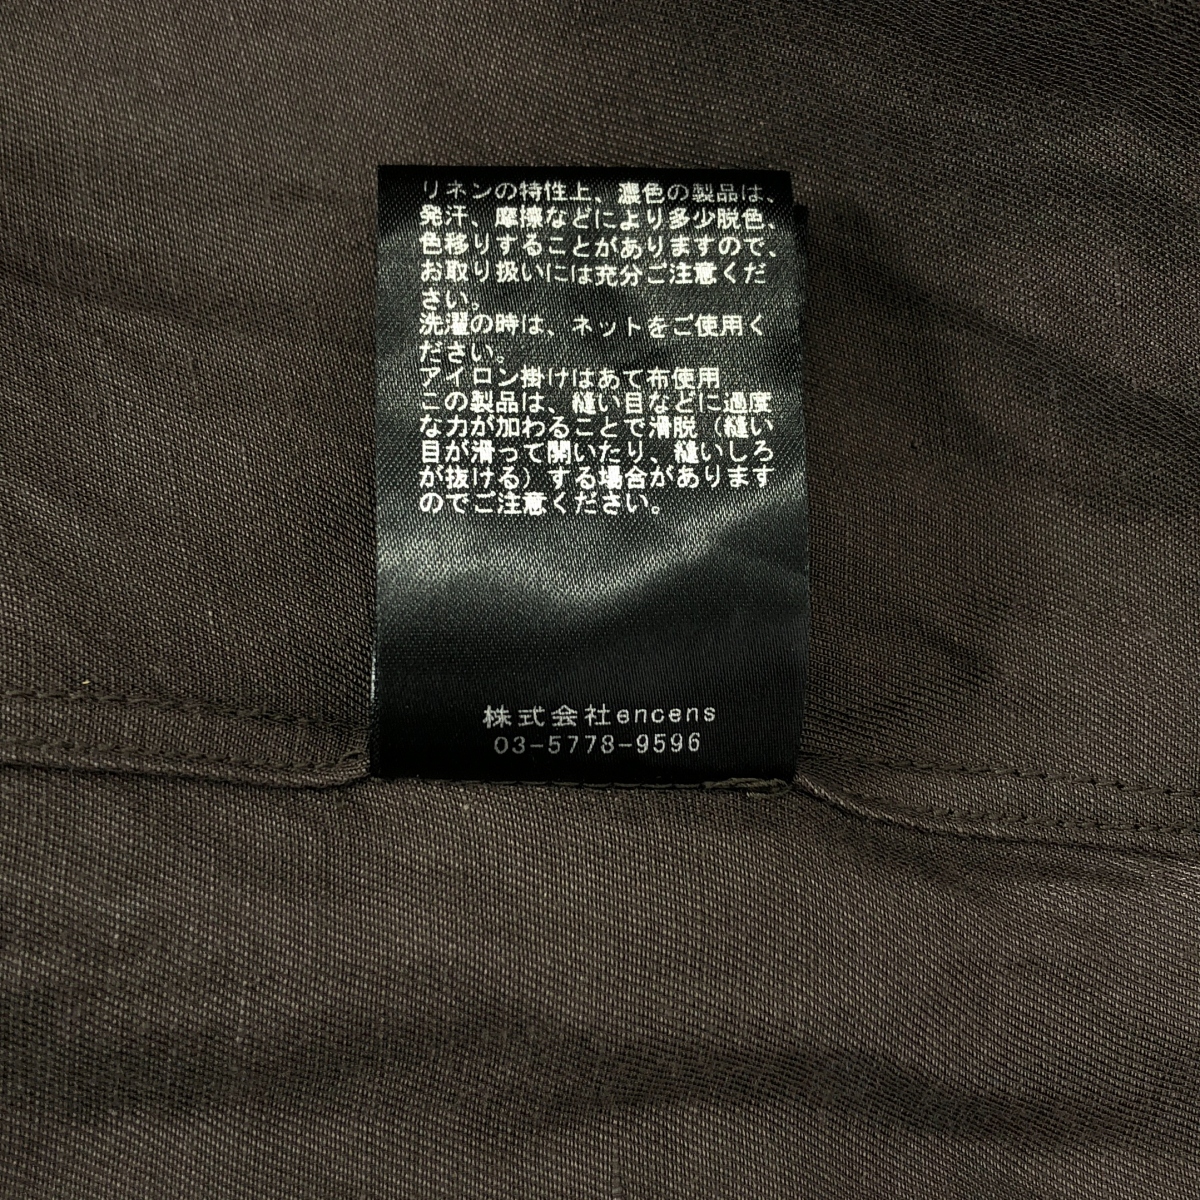 リネンの特性上、濃色の製品は、
発汗、摩擦などにより多少脱色、
色移りすることがありますので、
お取り扱いには充分ご注意くだ
さい。
洗濯の時は、ネットをご使用く
ださい。
アイロン掛けはあて布使用
この製品は、縫い目などに過度
な力が加わることで滑脱（縫い
目が滑って開いたり、縫いしろ
が抜ける）する場合があります
のでご注意ください。
株式会社encens
03-5778-9596